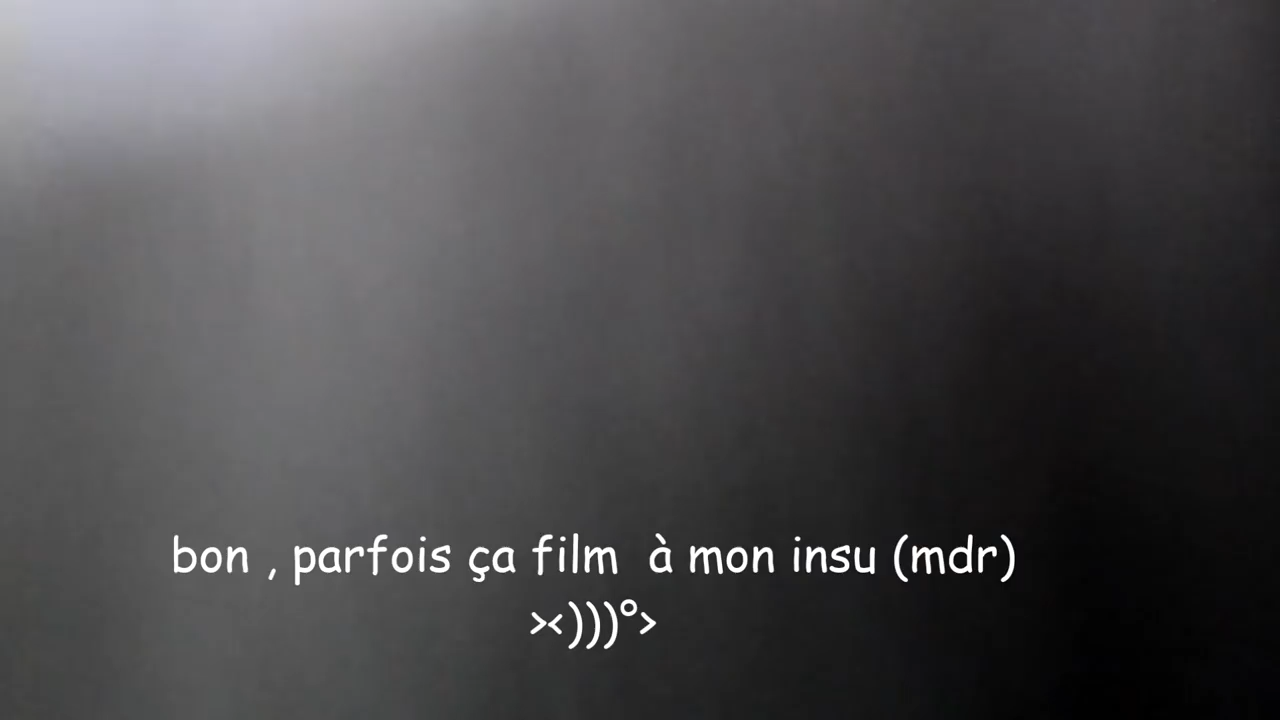 bon , parfois ça film à mon insu (mdr)
><)))°>